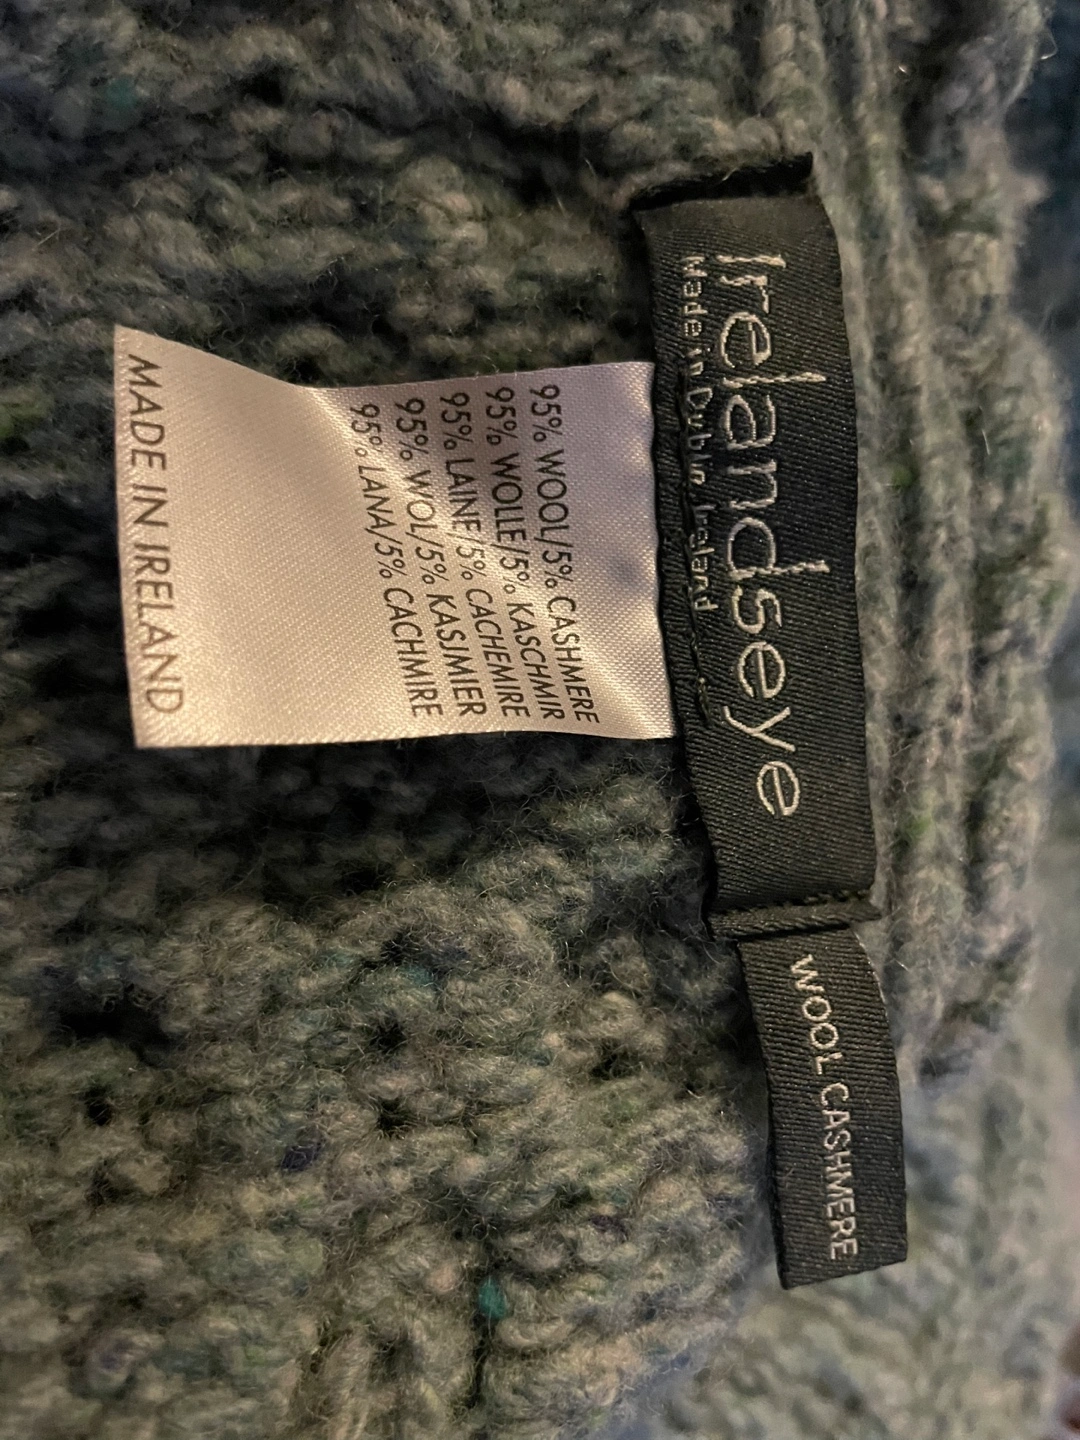 Irelandseye
Made in Dublin, Ireland
WOOL CASHMERE
95% WOOL/5% CASHMERE
95% WOLLE/5% KASCHMIR
95% LAINE/5% CACHEMIRE
95% WOL/5% KASJMIER
95% LANA/5% CACHMIRE
MADE IN IRELAND